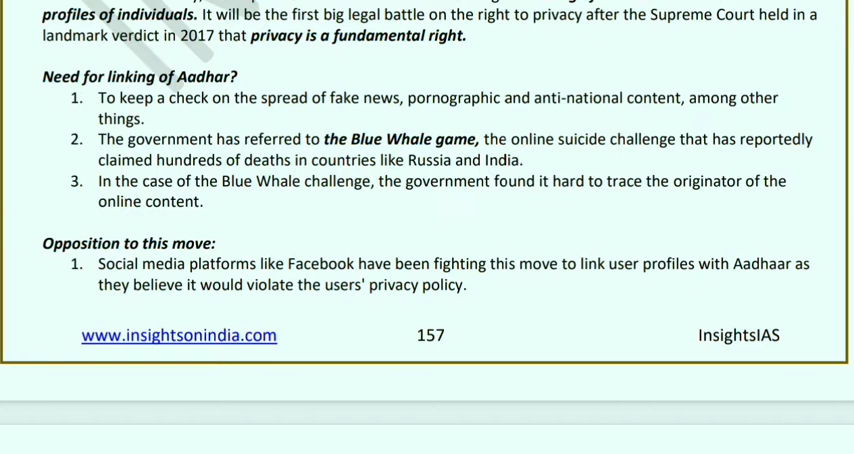 profiles of individuals. It will be the first big legal battle on the right to privacy after the Supreme Court held in a
landmark verdict in 2017 that privacy is a fundamental right.
Need for linking of Aadhar?
1. To keep a check on the spread of fake news, pornographic and anti-national content, among other
things.
2. The government has referred to the Blue Whale game, the online suicide challenge that has reportedly
claimed hundreds of deaths in countries like Russia and India.
3. In the case of the Blue Whale challenge, the government found it hard to trace the originator of the
online content.
Opposition to this move:
1. Social media platforms like Facebook have been fighting this move to link user profiles with Aadhaar as
they believe it would violate the users' privacy policy.
www.insightsonindia.com 157 InsightsIAS